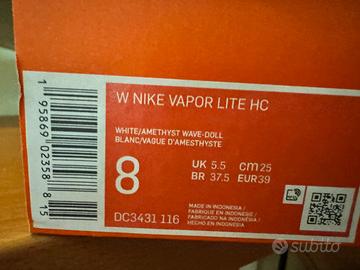 W NIKE VAPOR LITE HC
WHITE/AMETHYST WAVE-DOLL
BLANC/VAGUE D'AMESTHYSTE
8
UK 5.5 cm 25
BR 37.5 EUR 39
DC3431 116
MADE IN INDONESIA /
FABRIQUE EN INDONESIE /
FABRICADO NA INDONÉSIA /
HECHO EN INDONESIA
1 95869 02358 8 15
subito